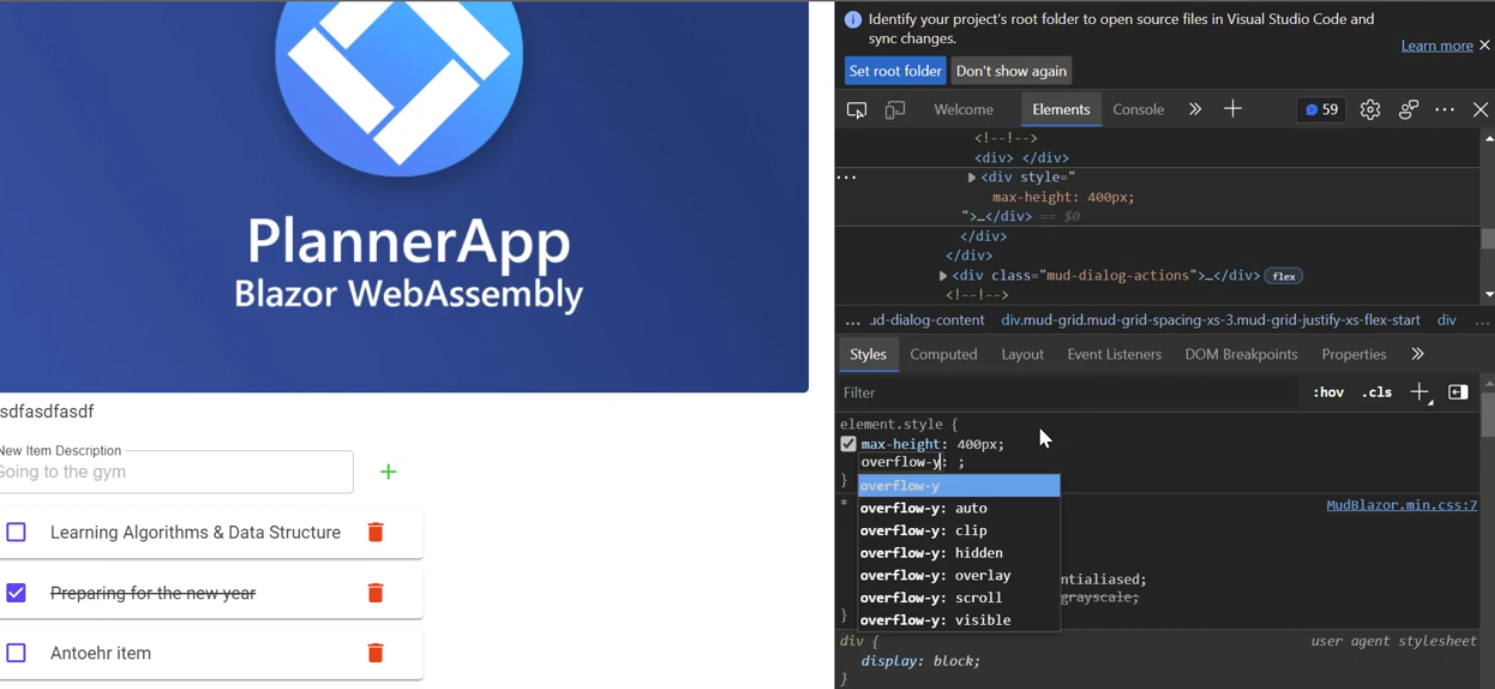 PlannerApp
Blazor WebAssembly
sdfasdfasdf
New Item Description
Going to the gym
Learning Algorithms & Data Structure
Preparing for the new year
Antoehr item
Identify your project's root folder to open source files in Visual Studio Code and
sync changes.
Learn more
Set root folder Don't show again
Welcome Elements Console 59
<!--!-->
<div> </div>
... <div style="
max-height: 400px;
">…</div> == $0
</div>
</div>
<div class="mud-dialog-actions">…</div> flex
<!--!-->
... ud-dialog-content div.mud-grid.mud-grid-spacing-xs-3.mud-grid-justify-xs-flex-start div ...
Styles Computed Layout Event Listeners DOM Breakpoints Properties
Filter :hov .cls
element.style {
max-height: 400px;
overflow-y: ;
}
overflow-y
overflow-y: auto
overflow-y: clip
overflow-y: hidden
overflow-y: overlay
overflow-y: scroll
overflow-y: visible
* MudBlazor.min.css:7
ntialiased;
grayscale;
}
div { user agent stylesheet
display: block;
}